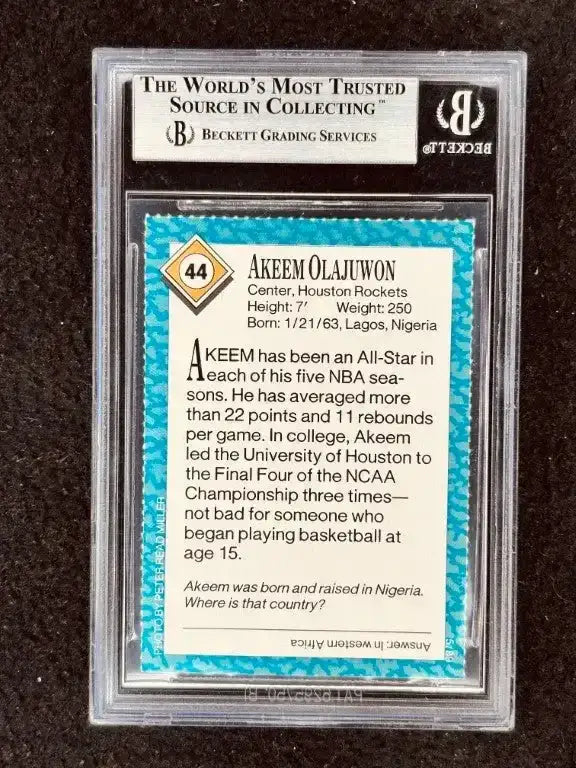 THE WORLD'S MOST TRUSTED
SOURCE IN COLLECTING™
B BECKETT GRADING SERVICES
B
BECKETT®
44
AKEEM OLAJUWON
Center, Houston Rockets
Height: 7' Weight: 250
Born: 1/21/63, Lagos, Nigeria
AKEEM has been an All-Star in
each of his five NBA sea-
sons. He has averaged more
than 22 points and 11 rebounds
per game. In college, Akeem
led the University of Houston to
the Final Four of the NCAA
Championship three times—
not bad for someone who
began playing basketball at
age 15.
Akeem was born and raised in Nigeria.
Where is that country?
Answer: In western Africa
PHOTO BY PETER READ MILLER